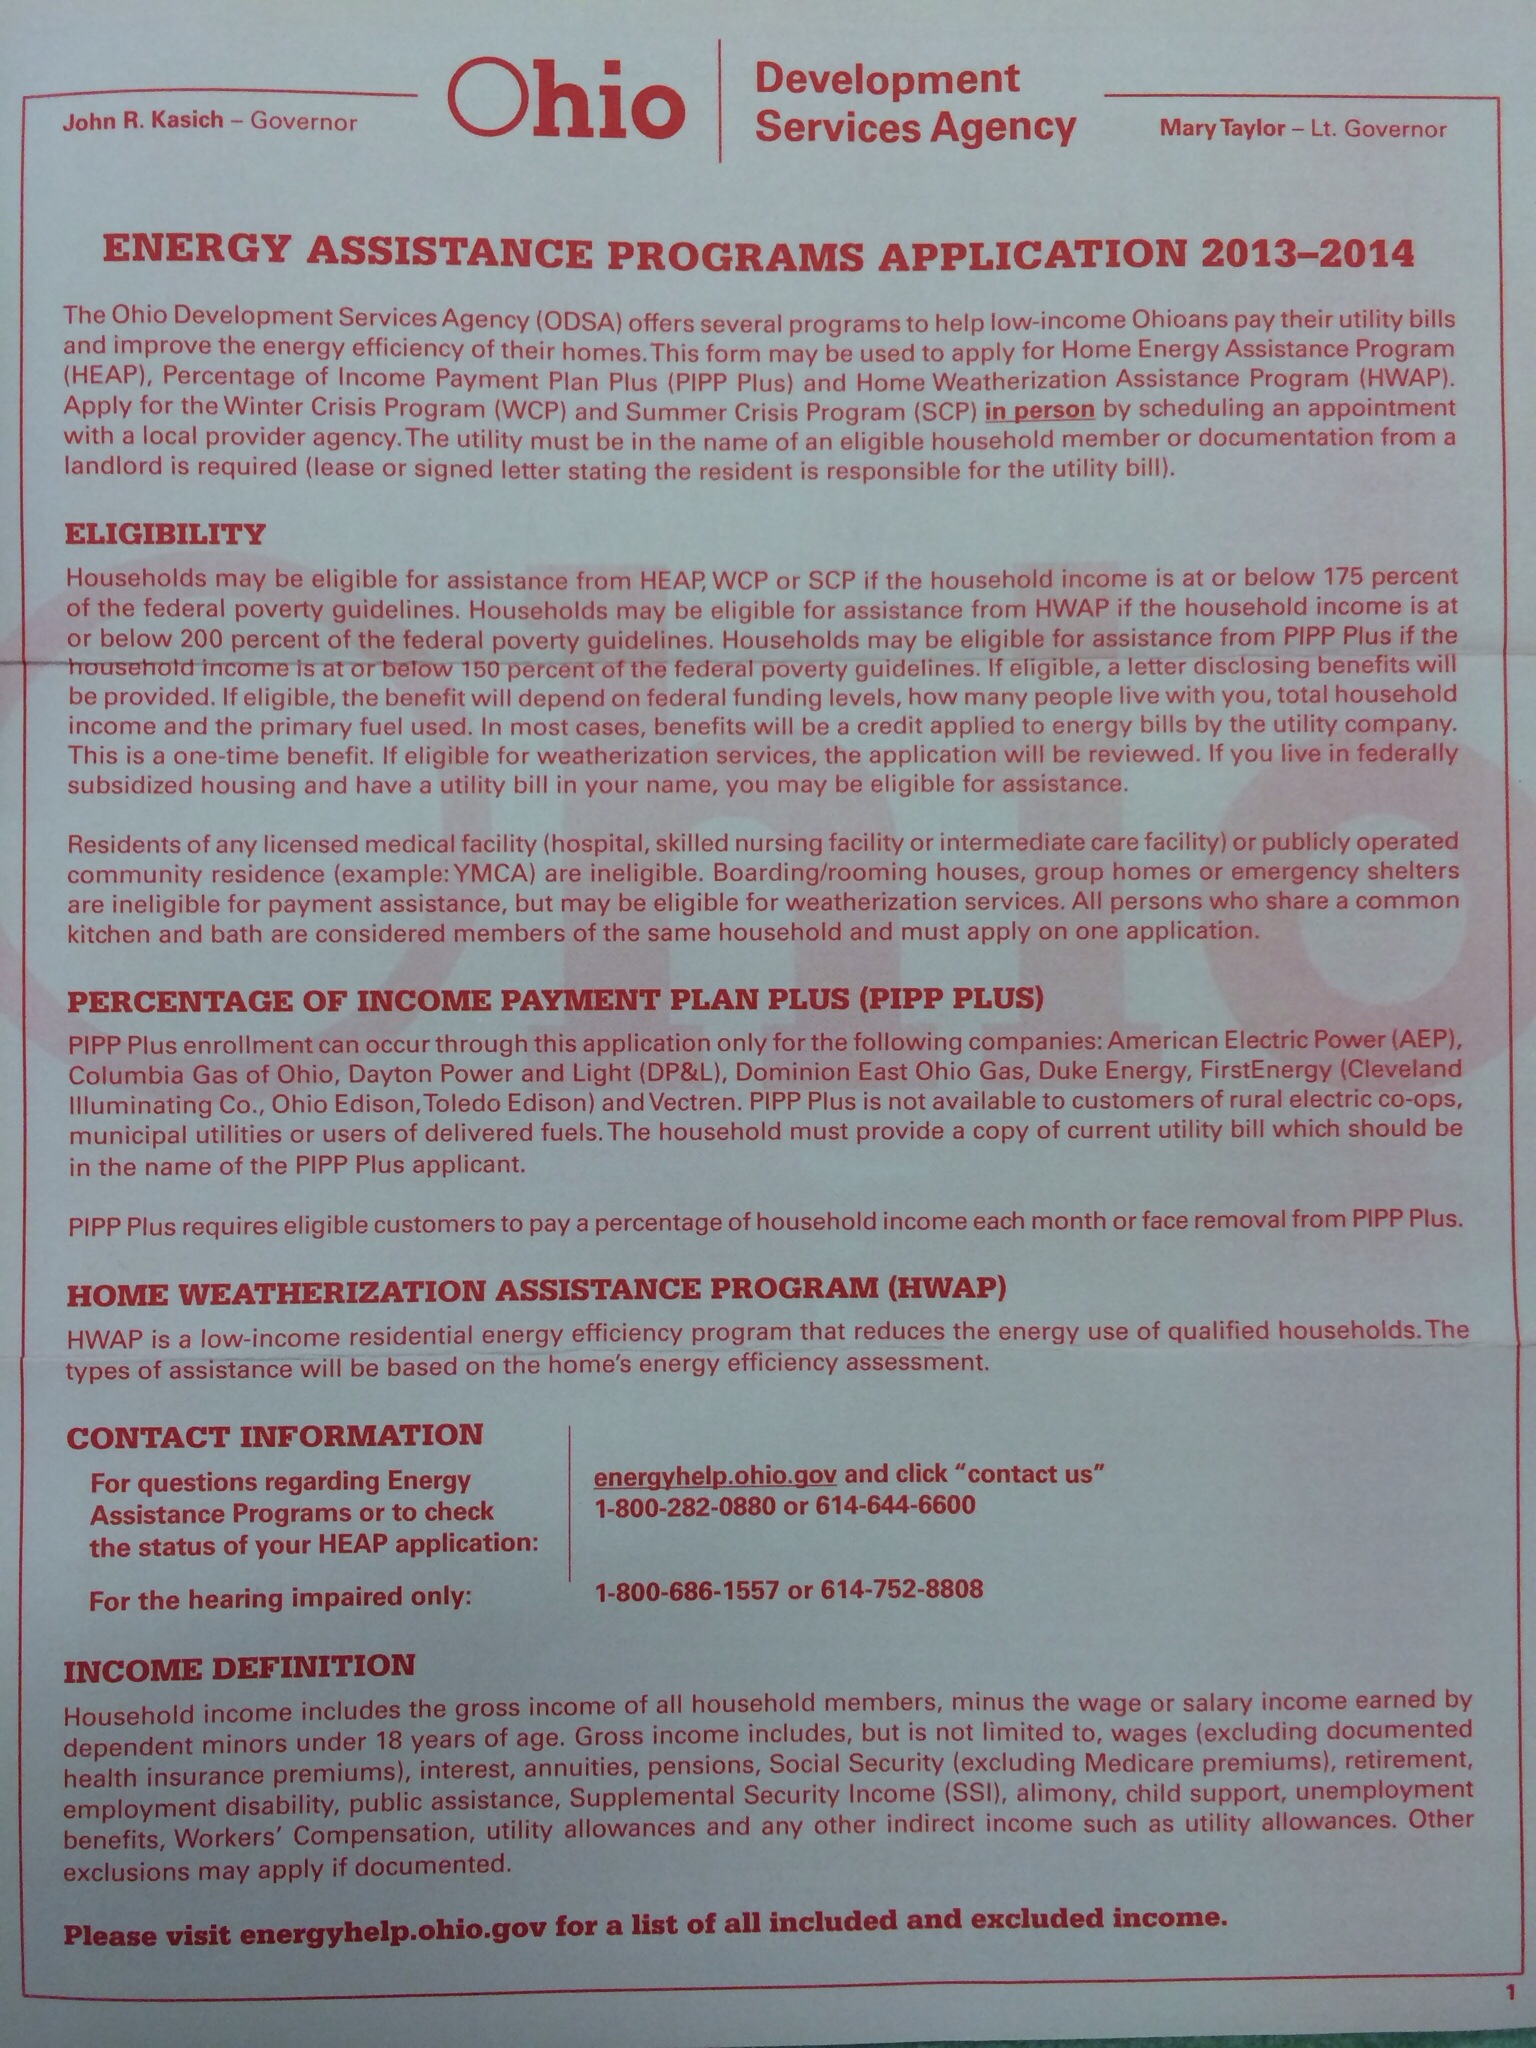 John R. Kasich – Governor
Ohio
Development
Services Agency
Mary Taylor – Lt. Governor
ENERGY ASSISTANCE PROGRAMS APPLICATION 2013–2014
The Ohio Development Services Agency (ODSA) offers several programs to help low-income Ohioans pay their utility bills
and improve the energy efficiency of their homes. This form may be used to apply for Home Energy Assistance Program
(HEAP), Percentage of Income Payment Plan Plus (PIPP Plus) and Home Weatherization Assistance Program (HWAP).
Apply for the Winter Crisis Program (WCP) and Summer Crisis Program (SCP) in person by scheduling an appointment
with a local provider agency. The utility must be in the name of an eligible household member or documentation from a
landlord is required (lease or signed letter stating the resident is responsible for the utility bill).
ELIGIBILITY
Households may be eligible for assistance from HEAP, WCP or SCP if the household income is at or below 175 percent
of the federal poverty guidelines. Households may be eligible for assistance from HWAP if the household income is at
or below 200 percent of the federal poverty guidelines. Households may be eligible for assistance from PIPP Plus if the
household income is at or below 150 percent of the federal poverty guidelines. If eligible, a letter disclosing benefits will
be provided. If eligible, the benefit will depend on federal funding levels, how many people live with you, total household
income and the primary fuel used. In most cases, benefits will be a credit applied to energy bills by the utility company.
This is a one-time benefit. If eligible for weatherization services, the application will be reviewed. If you live in federally
subsidized housing and have a utility bill in your name, you may be eligible for assistance.
Residents of any licensed medical facility (hospital, skilled nursing facility or intermediate care facility) or publicly operated
community residence (example: YMCA) are ineligible. Boarding/rooming houses, group homes or emergency shelters
are ineligible for payment assistance, but may be eligible for weatherization services. All persons who share a common
kitchen and bath are considered members of the same household and must apply on one application.
PERCENTAGE OF INCOME PAYMENT PLAN PLUS (PIPP PLUS)
PIPP Plus enrollment can occur through this application only for the following companies: American Electric Power (AEP),
Columbia Gas of Ohio, Dayton Power and Light (DP&L), Dominion East Ohio Gas, Duke Energy, FirstEnergy (Cleveland
Illuminating Co., Ohio Edison, Toledo Edison) and Vectren. PIPP Plus is not available to customers of rural electric co-ops,
municipal utilities or users of delivered fuels. The household must provide a copy of current utility bill which should be
in the name of the PIPP Plus applicant.
PIPP Plus requires eligible customers to pay a percentage of household income each month or face removal from PIPP Plus.
HOME WEATHERIZATION ASSISTANCE PROGRAM (HWAP)
HWAP is a low-income residential energy efficiency program that reduces the energy use of qualified households. The
types of assistance will be based on the home's energy efficiency assessment.
CONTACT INFORMATION
For questions regarding Energy
Assistance Programs or to check
the status of your HEAP application:
energyhelp.ohio.gov and click “contact us”
1-800-282-0880 or 614-644-6600
For the hearing impaired only:
1-800-686-1557 or 614-752-8808
INCOME DEFINITION
Household income includes the gross income of all household members, minus the wage or salary income earned by
dependent minors under 18 years of age. Gross income includes, but is not limited to, wages (excluding documented
health insurance premiums), interest, annuities, pensions, Social Security (excluding Medicare premiums), retirement,
employment disability, public assistance, Supplemental Security Income (SSI), alimony, child support, unemployment
benefits, Workers' Compensation, utility allowances and any other indirect income such as utility allowances. Other
exclusions may apply if documented.
Please visit energyhelp.ohio.gov for a list of all included and excluded income.
1